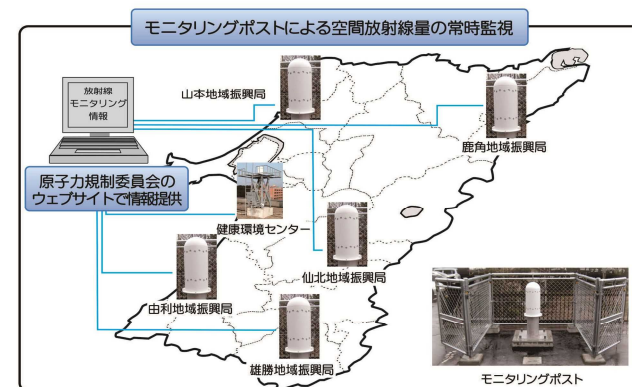 モニタリングポストによる空間放射線量の常時監視
放射線
モニタリング
情報
山本地域振興局
鹿角地域振興局
原子力規制委員会の
ウェブサイトで情報提供
健康環境センター
仙北地域振興局
由利地域振興局
雄勝地域振興局
モニタリングポスト